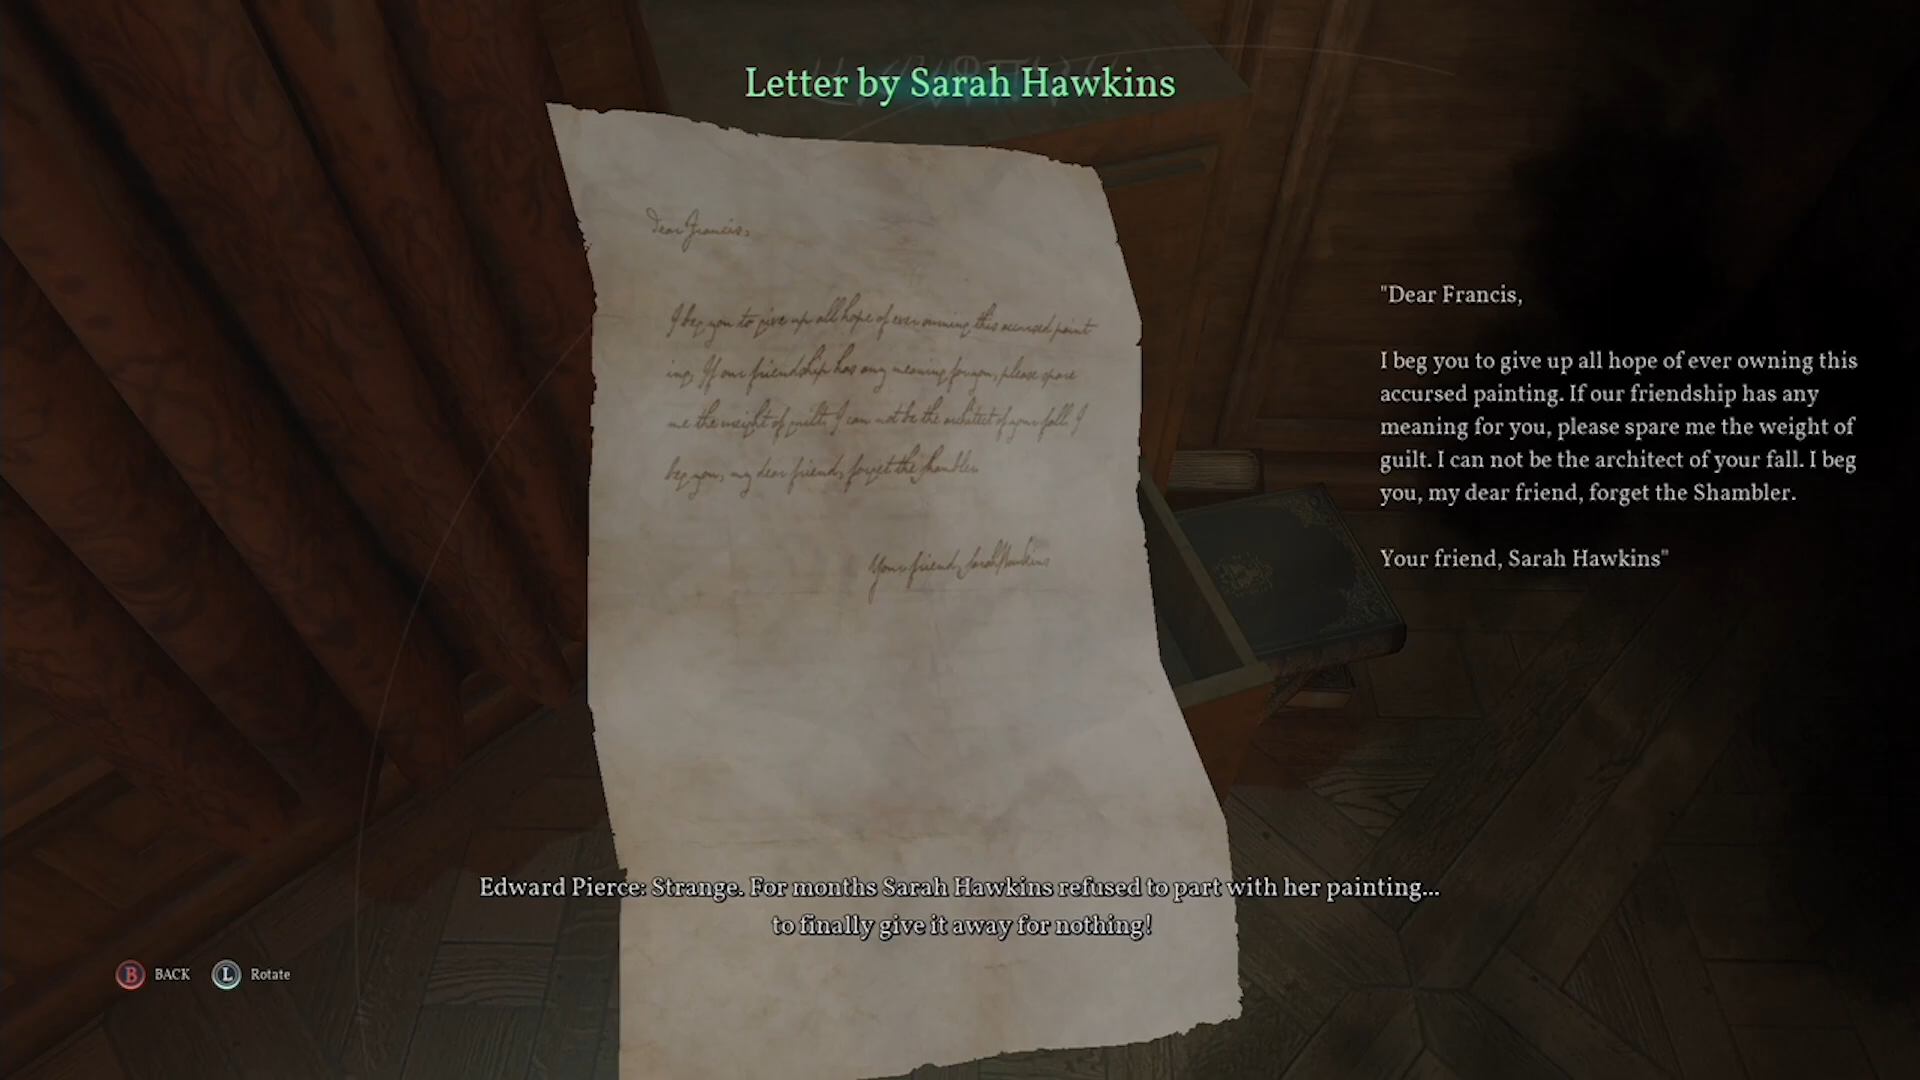 Letter by Sarah Hawkins
Dear Francis,
I beg you to give up all hope of ever owning this accursed paint
ing. If our friendship has any meaning for you, please spare
me the weight of guilt. I can not be the architect of your fall. I
beg you, my dear friend, forget the Shambler.
Your friend, Sarah Hawkins
"Dear Francis,
I beg you to give up all hope of ever owning this
accursed painting. If our friendship has any
meaning for you, please spare me the weight of
guilt. I can not be the architect of your fall. I beg
you, my dear friend, forget the Shambler.
Your friend, Sarah Hawkins"
Edward Pierce: Strange. For months Sarah Hawkins refused to part with her painting...
to finally give it away for nothing!
B BACK L Rotate